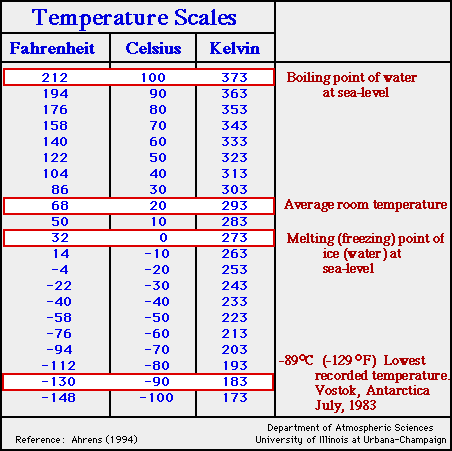 Temperature Scales
Fahrenheit Celsius Kelvin
212 100 373 Boiling point of water
194 90 363 at sea-level
176 80 353
158 70 343
140 60 333
122 50 323
104 40 313
86 30 303
68 20 293 Average room temperature
50 10 283
32 0 273 Melting (freezing) point of
14 -10 263 ice (water) at
-4 -20 253 sea-level
-22 -30 243
-40 -40 233
-58 -50 223
-76 -60 213
-94 -70 203
-112 -80 193 -89°C (-129°F) Lowest
-130 -90 183 recorded temperature.
-148 -100 173 Vostok, Antarctica
July, 1983
Reference: Ahrens (1994) Department of Atmospheric Sciences
University of Illinois at Urbana-Champaign